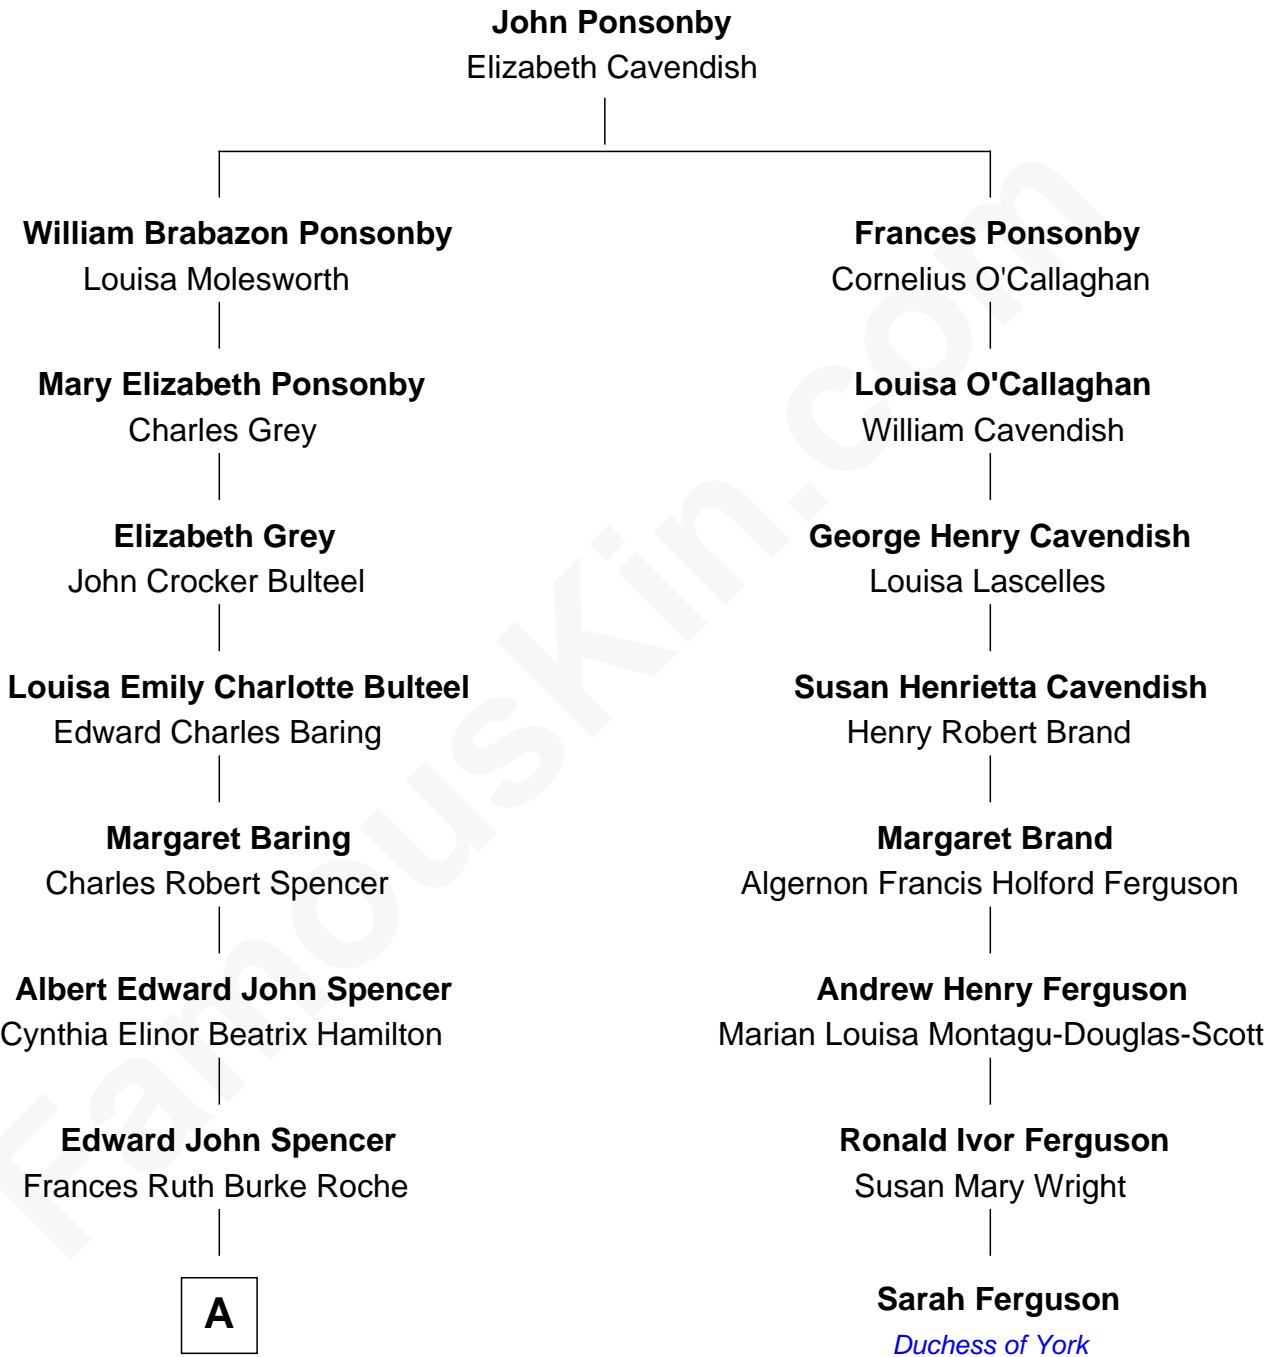 John Ponsonby
Elizabeth Cavendish
William Brabazon Ponsonby
Louisa Molesworth
Frances Ponsonby
Cornelius O'Callaghan
Mary Elizabeth Ponsonby
Charles Grey
Louisa O'Callaghan
William Cavendish
Elizabeth Grey
John Crocker Bulteel
George Henry Cavendish
Louisa Lascelles
Louisa Emily Charlotte Bulteel
Edward Charles Baring
Susan Henrietta Cavendish
Henry Robert Brand
Margaret Baring
Charles Robert Spencer
Margaret Brand
Algernon Francis Holford Ferguson
Albert Edward John Spencer
Cynthia Elinor Beatrix Hamilton
Andrew Henry Ferguson
Marian Louisa Montagu-Douglas-Scott
Edward John Spencer
Frances Ruth Burke Roche
Ronald Ivor Ferguson
Susan Mary Wright
A
Sarah Ferguson
Duchess of York
FamousKin.com